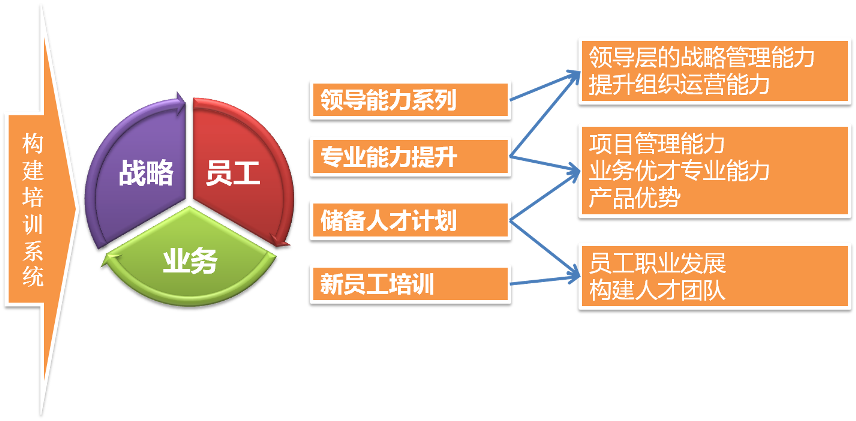 构建培训系统
战略
员工
业务
领导能力系列
专业能力提升
储备人才计划
新员工培训
领导层的战略管理能力
提升组织运营能力
项目管理能力
业务优才专业能力
产品优势
员工职业发展
构建人才团队